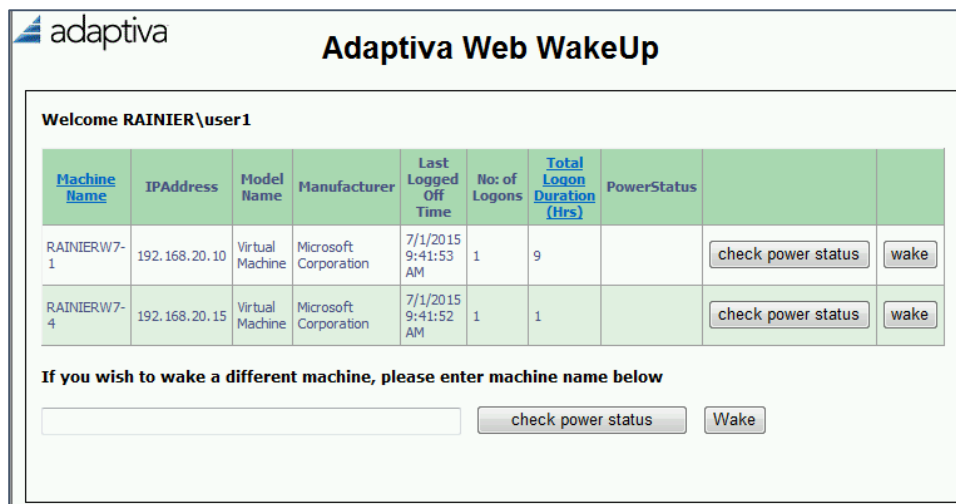 adaptiva
Adaptiva Web WakeUp
Welcome RAINIER\user1
Machine Name IPAddress Model Name Manufacturer Last Logged Off Time No: of Logons Total Logon Duration (Hrs) PowerStatus
RAINIERW7-1 192.168.20.10 Virtual Machine Microsoft Corporation 7/1/2015 9:41:53 AM 1 9 check power status wake
RAINIERW7-4 192.168.20.15 Virtual Machine Microsoft Corporation 7/1/2015 9:41:52 AM 1 1 check power status wake
If you wish to wake a different machine, please enter machine name below
check power status Wake